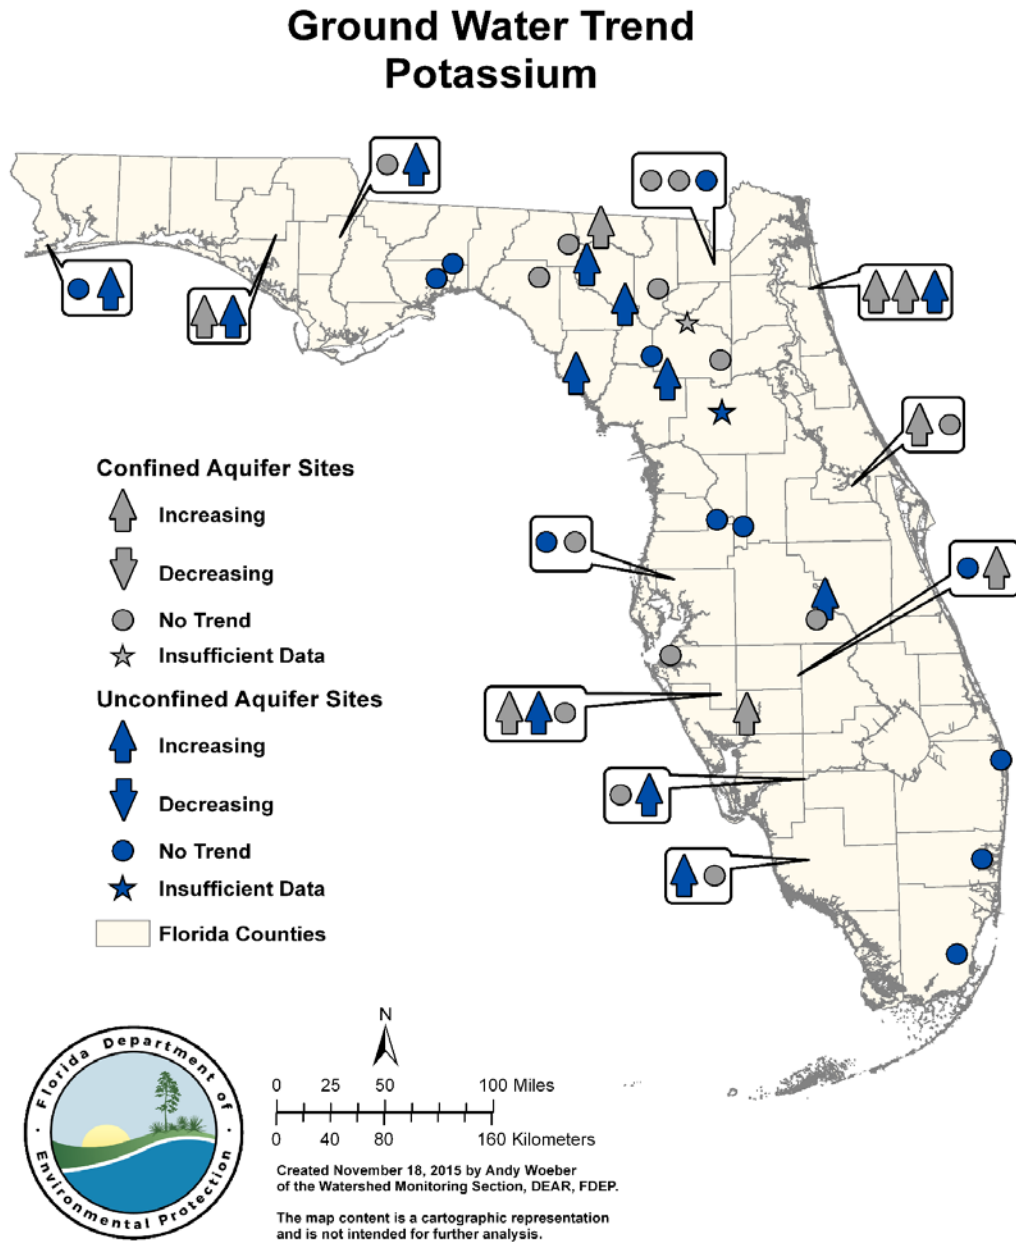 Ground Water Trend
Potassium
Confined Aquifer Sites
Increasing
Decreasing
No Trend
Insufficient Data
Unconfined Aquifer Sites
Increasing
Decreasing
No Trend
Insufficient Data
Florida Counties
Florida Department of
Environmental Protection
N
0 25 50 100 Miles
0 40 80 160 Kilometers
Created November 18, 2015 by Andy Woeber
of the Watershed Monitoring Section, DEAR, FDEP.
The map content is a cartographic representation
and is not intended for further analysis.